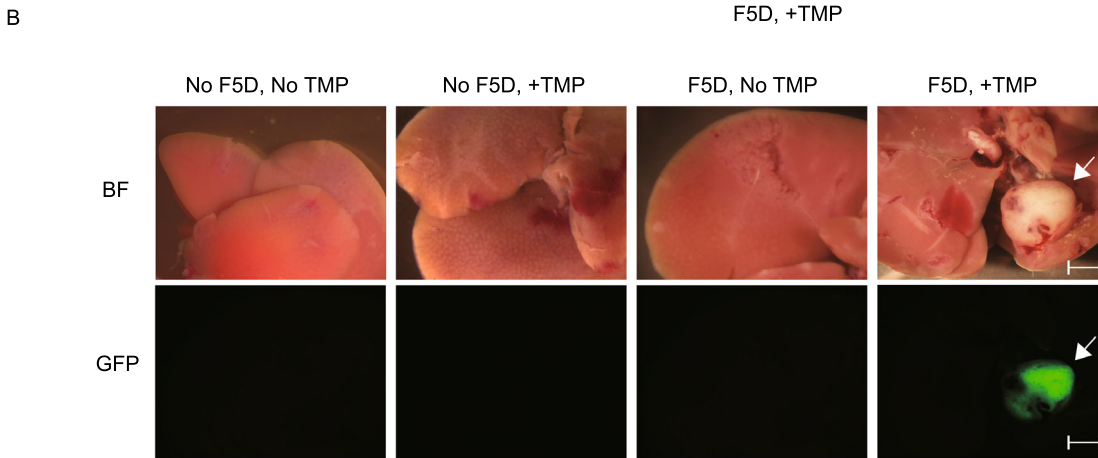 B
F5D, +TMP
No F5D, No TMP
No F5D, +TMP
F5D, No TMP
F5D, +TMP
BF
GFP